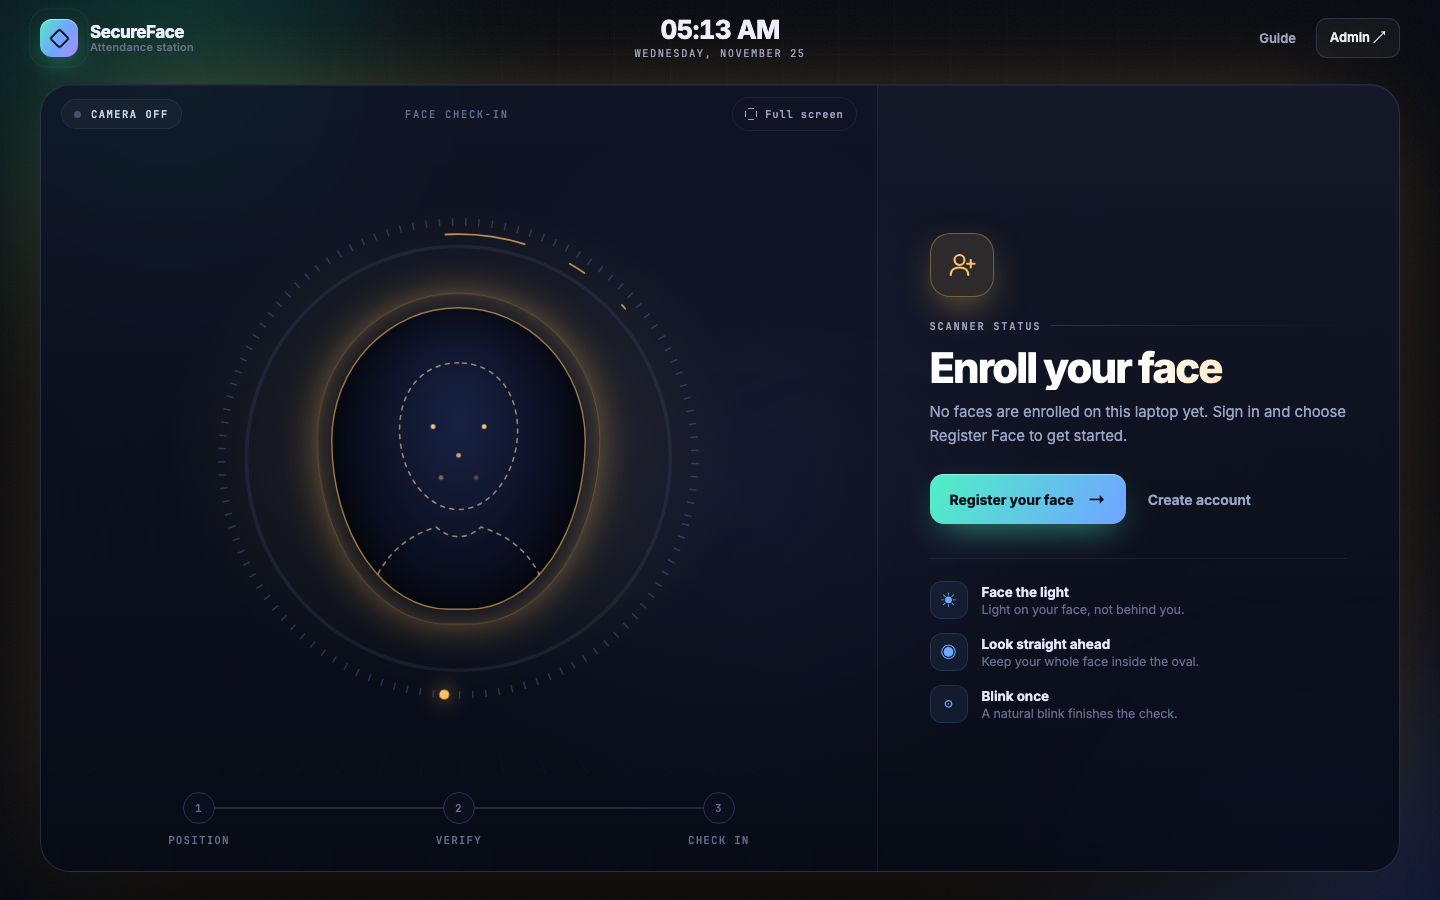 SecureFace
Attendance station
05:13 AM
WEDNESDAY, NOVEMBER 25
Guide
Admin ↗
CAMERA OFF
FACE CHECK-IN
Full screen
1
2
3
POSITION
VERIFY
CHECK IN
SCANNER STATUS
Enroll your face
No faces are enrolled on this laptop yet. Sign in and choose
Register Face to get started.
Register your face →
Create account
Face the light
Light on your face, not behind you.
Look straight ahead
Keep your whole face inside the oval.
Blink once
A natural blink finishes the check.